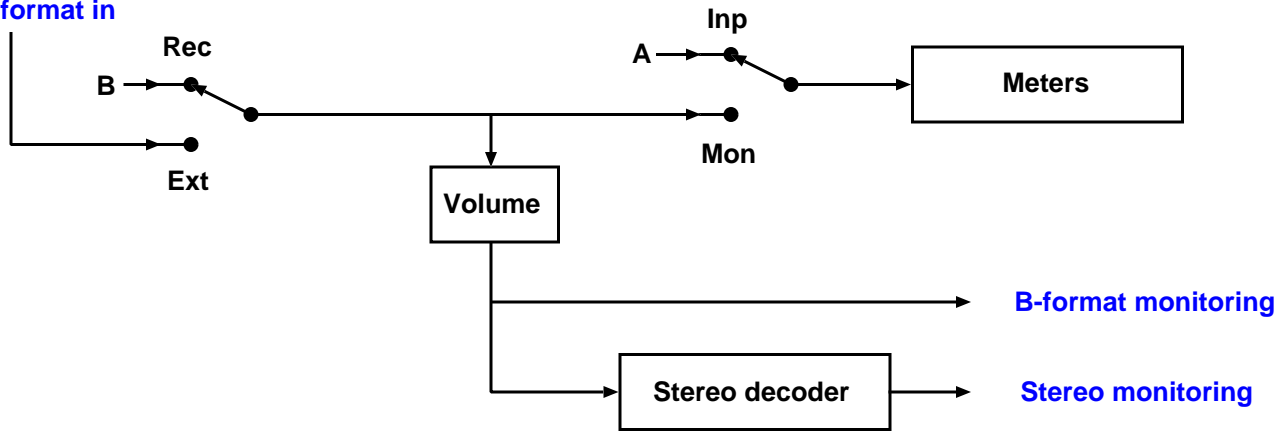 format in
Rec
Inp
B
A
Meters
Ext
Mon
Volume
B-format monitoring
Stereo decoder
Stereo monitoring